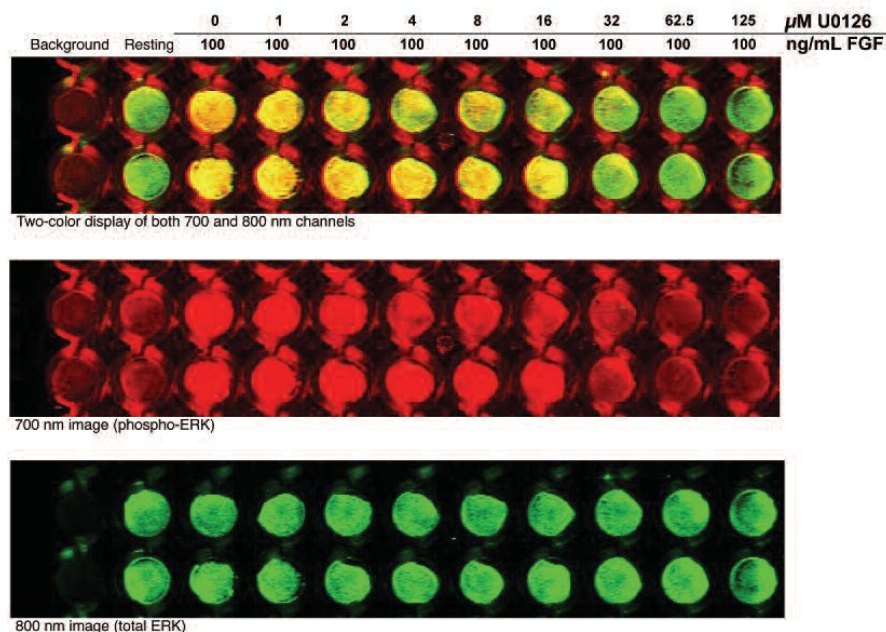 0 1 2 4 8 16 32 62.5 125 µM U0126
Background Resting 100 100 100 100 100 100 100 100 100 ng/mL FGF
Two-color display of both 700 and 800 nm channels
700 nm image (phospho-ERK)
800 nm image (total ERK)